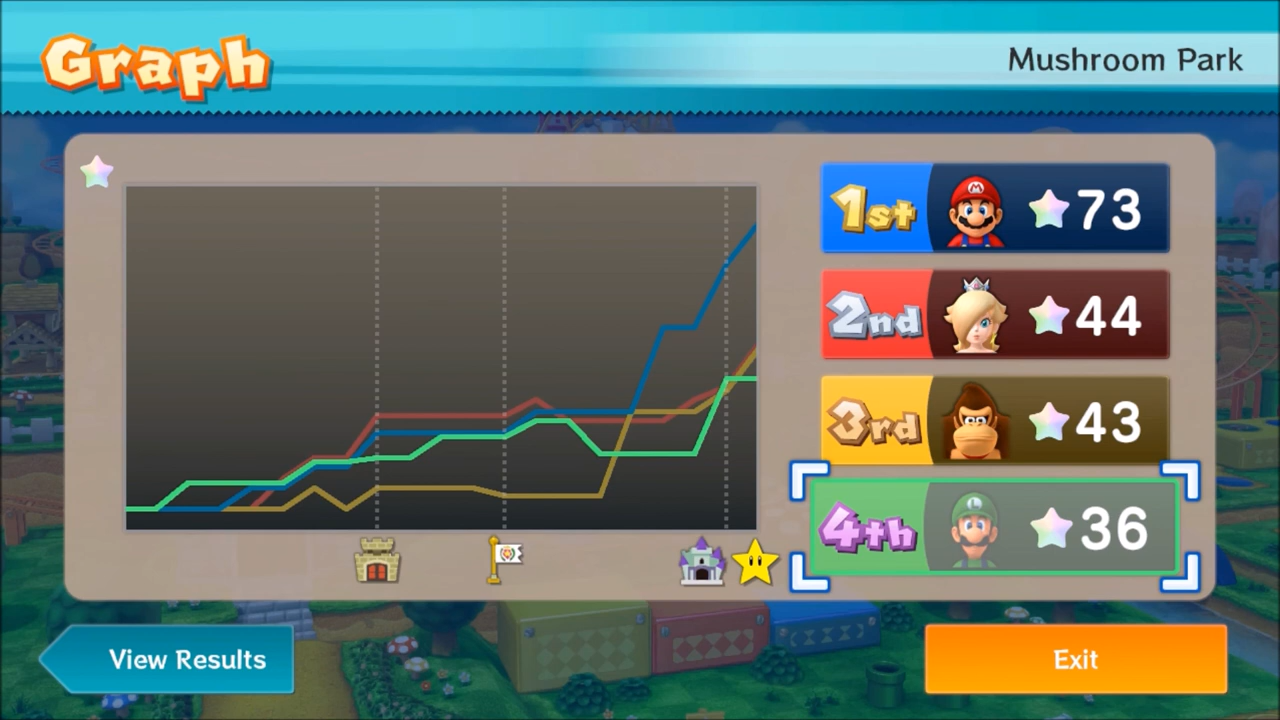 Graph
Mushroom Park
1st 73
2nd 44
3rd 43
4th 36
View Results
Exit